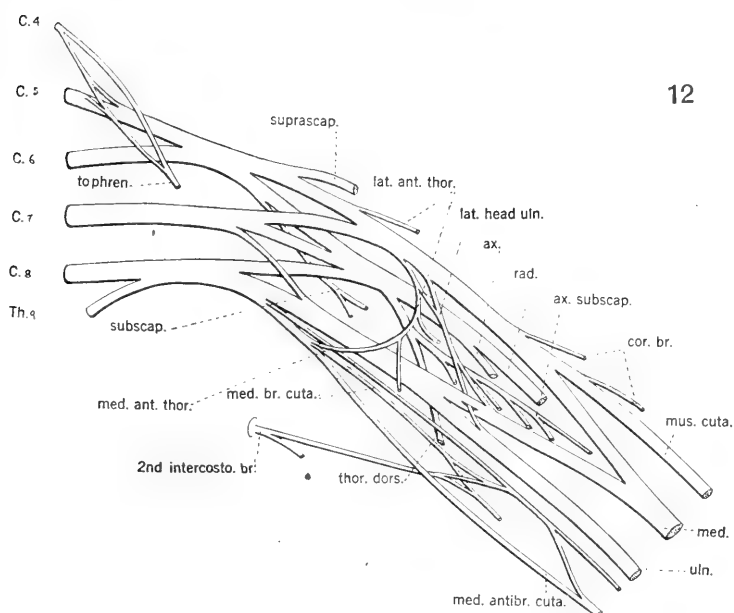 C.4
12
C.5
suprascap.
C.6
to phren.
lat. ant. thor.
lat. head uln.
C.7
ax.
rad.
C.8
ax. subscap.
Th.9
subscap.
cor. br.
med. ant. thor.
med. br. cuta.
mus. cuta.
2nd intercosto. br.
thor. dors.
med.
uln.
med. antibr. cuta.